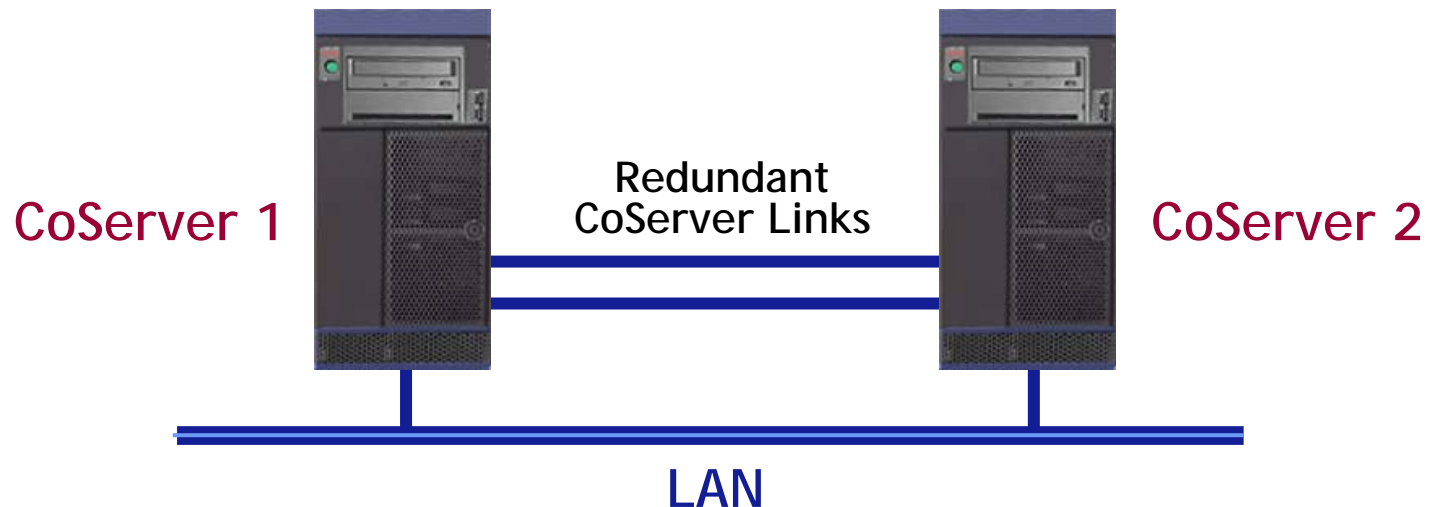 Redundant
CoServer Links
CoServer 1
CoServer 2
LAN